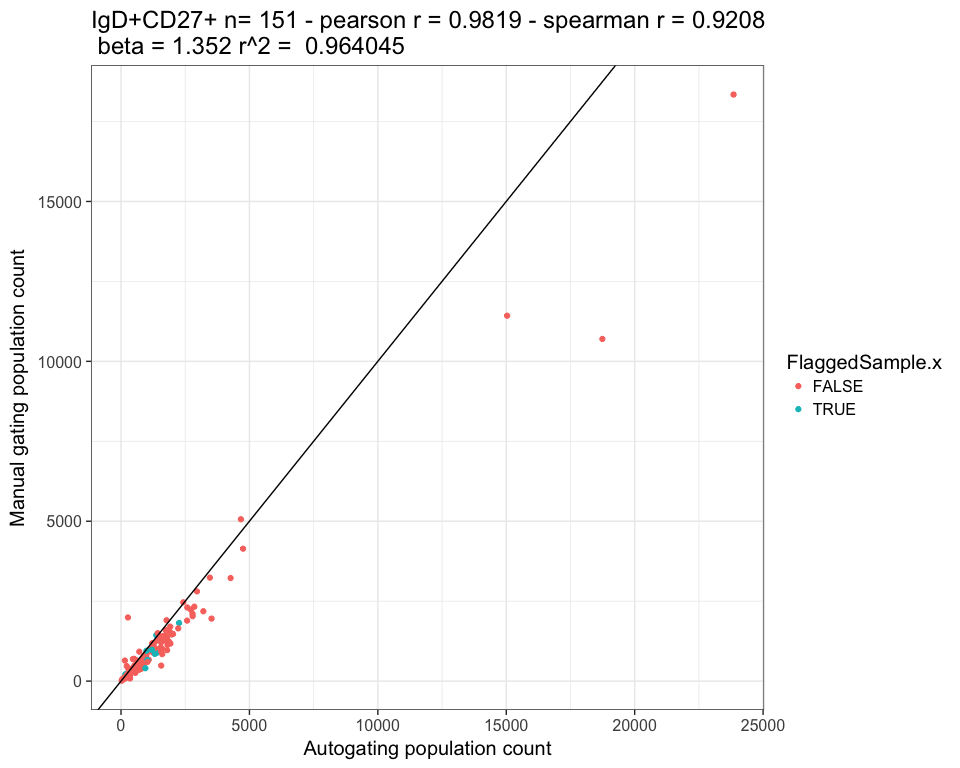 IgD+CD27+ n= 151 - pearson r = 0.9819 - spearman r = 0.9208
beta = 1.352 r^2 =  0.964045
Manual gating population count
15000
10000
5000
0
0 5000 10000 15000 20000 25000
Autogating population count
FlaggedSample.x
FALSE
TRUE